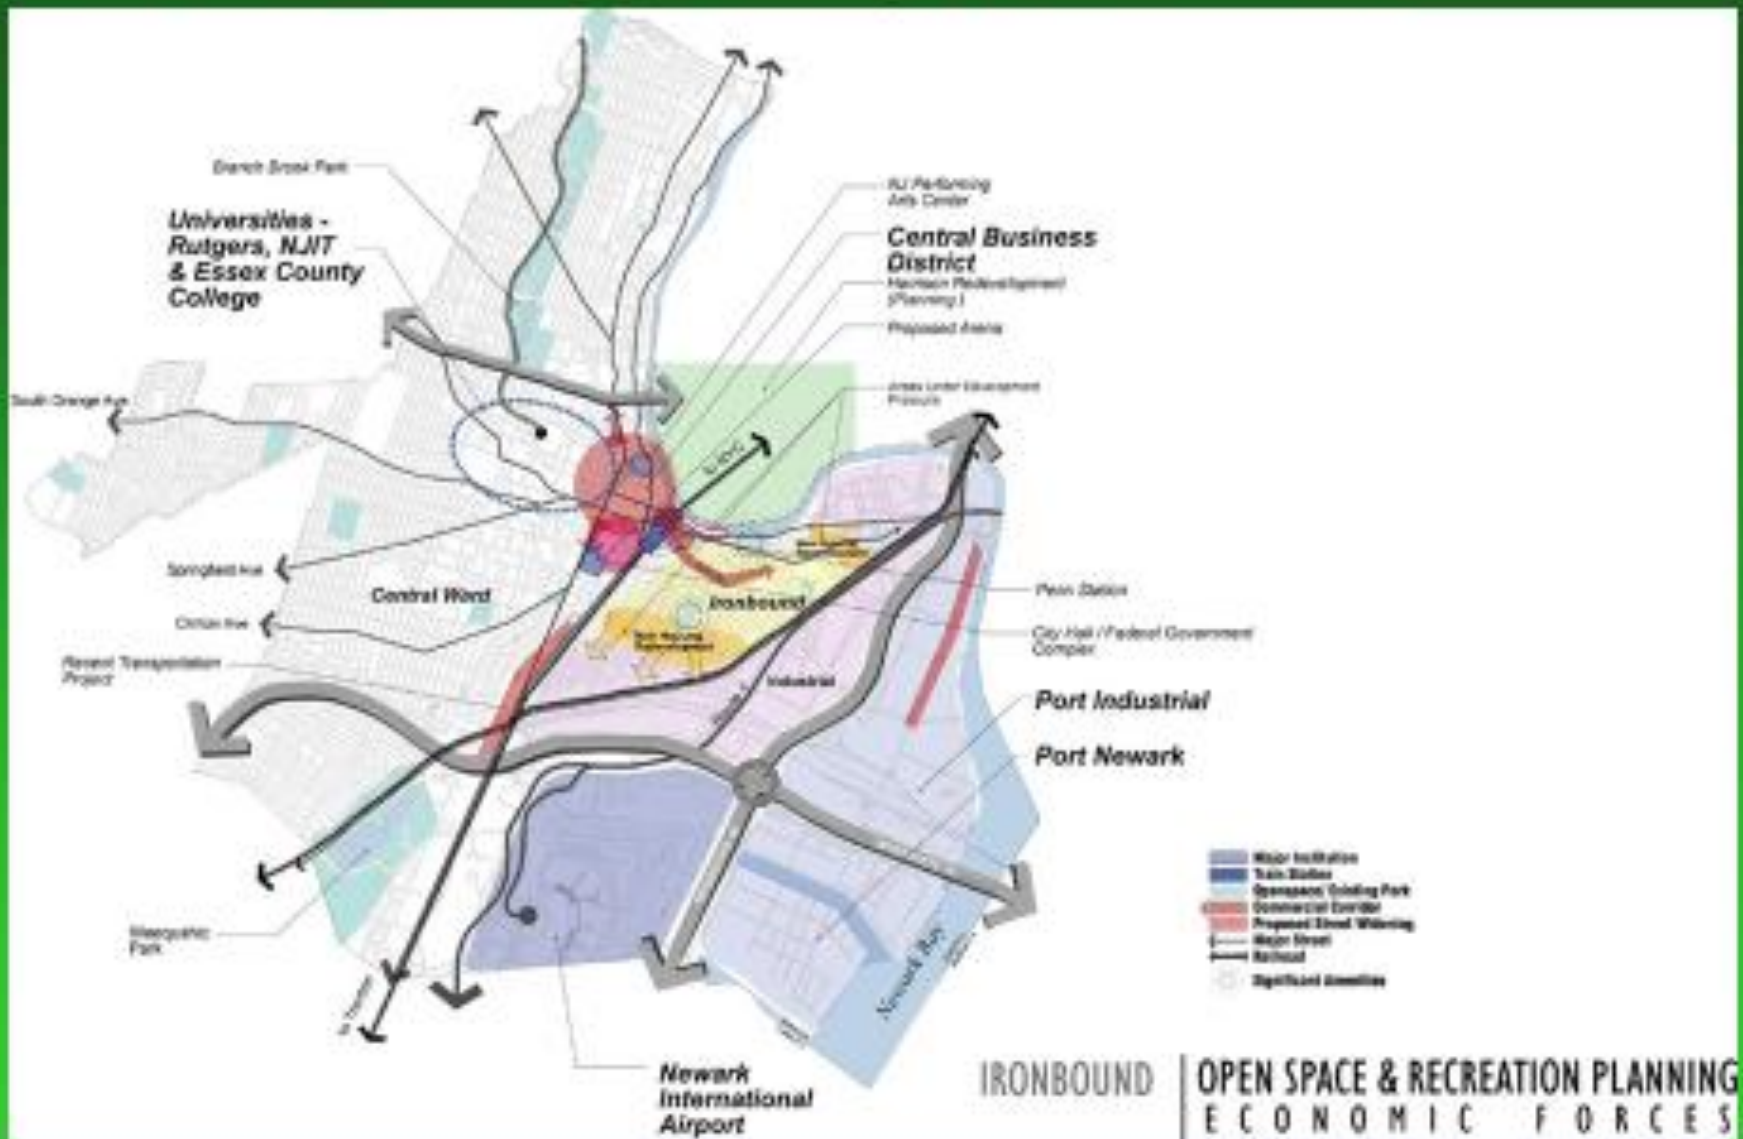 Branch Brook Park
Universities -
Rutgers, NJIT
& Essex County
College
NJ Performing
Arts Center
Central Business
District
Harrison Redevelopment
(Planning)
Proposed Arena
Areas Under Development
Pressure
South Orange Ave
to NYC
Springfield Ave
Central Ward
Ironbound
Clinton Ave
Penn Station
City Hall / Federal Government
Complex
Recent Transportation
Project
Industrial
Port Industrial
Port Newark
Weequahic
Park
Newark Bay
Major Institution
Train Station
Openspace/ Existing Park
Commercial Corridor
Proposed Street Widening
Major Street
Railroad
Significant Amenities
Newark
International
Airport
IRONBOUND
OPEN SPACE & RECREATION PLANNING
ECONOMIC FORCES